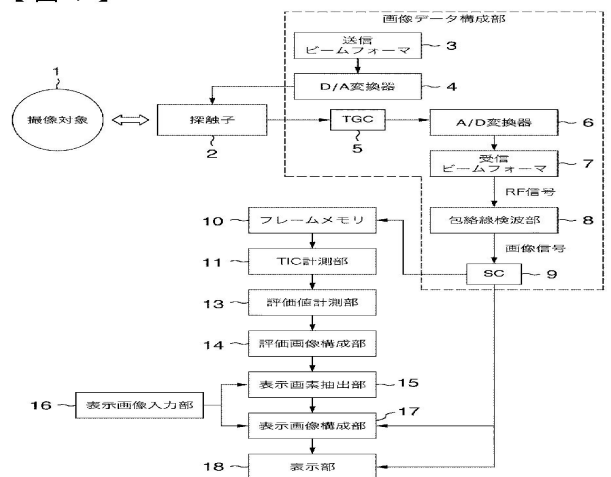 画像データ構成部
送信
ビームフォーマ
3
D/A変換器
4
1
撮像対象
探触子
2
TGC
5
A/D変換器
6
受信
ビームフォーマ
7
RF信号
包絡線検波部
8
画像信号
SC
9
10
フレームメモリ
11
TIC計測部
13
評価値計測部
14
評価画像構成部
表示画素抽出部
15
16
表示画像入力部
17
表示画像構成部
18
表示部